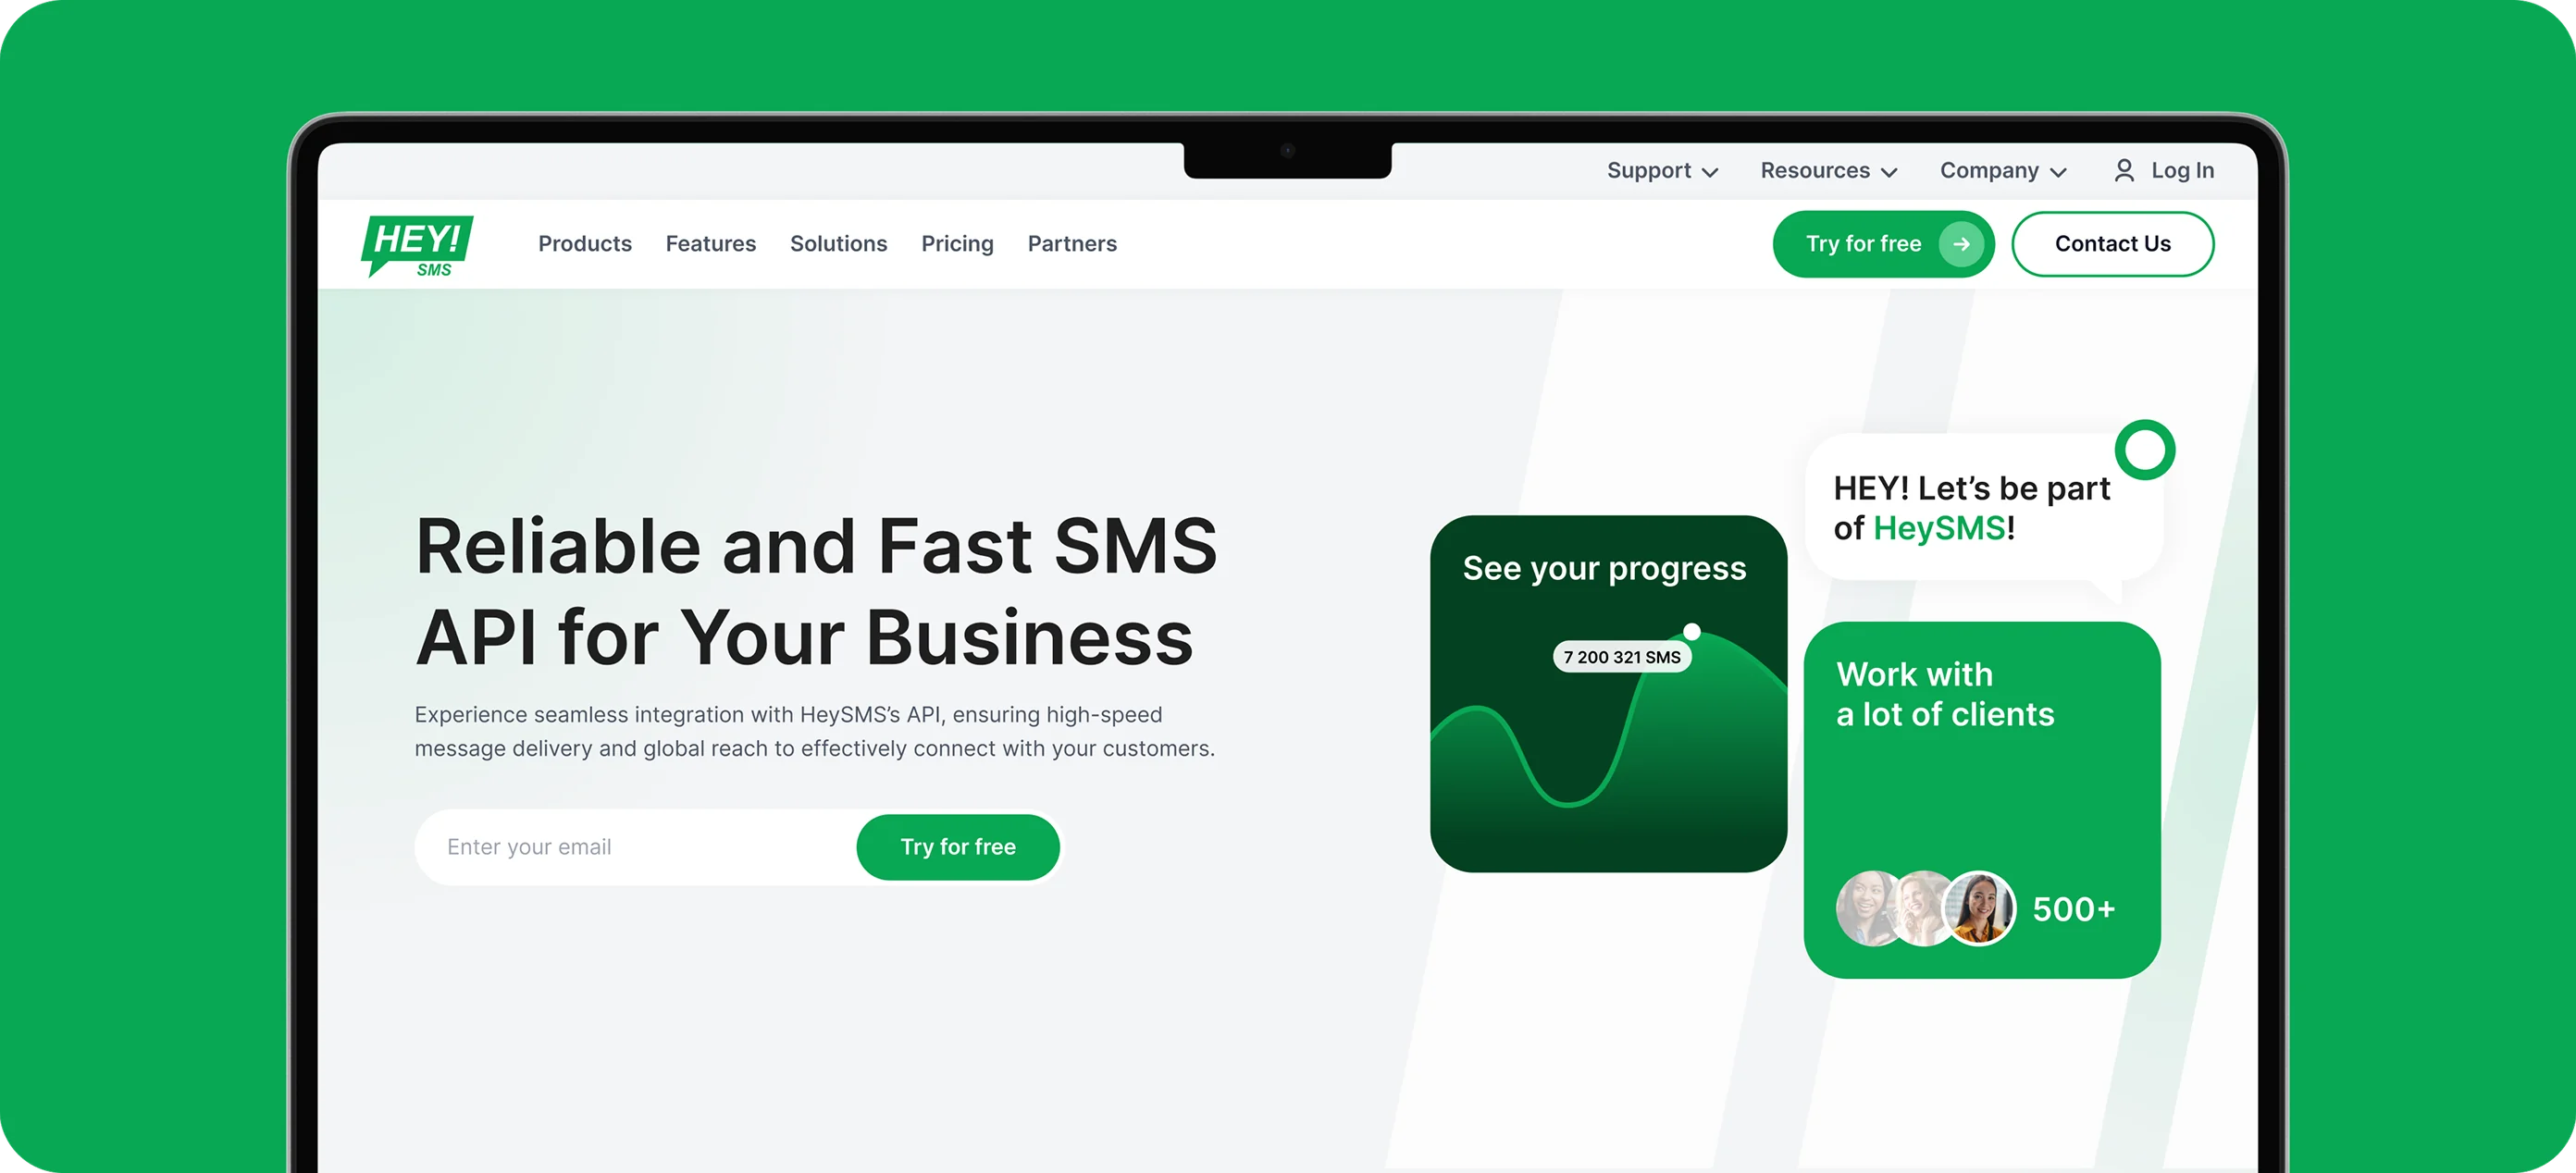 Support
Resources
Company
Log In
HEY!
SMS
Products
Features
Solutions
Pricing
Partners
Try for free
Contact Us
Reliable and Fast SMS
API for Your Business
Experience seamless integration with HeySMS’s API, ensuring high-speed
message delivery and global reach to effectively connect with your customers.
Enter your email
Try for free
See your progress
7 200 321 SMS
HEY! Let’s be part
of HeySMS!
Work with
a lot of clients
500+